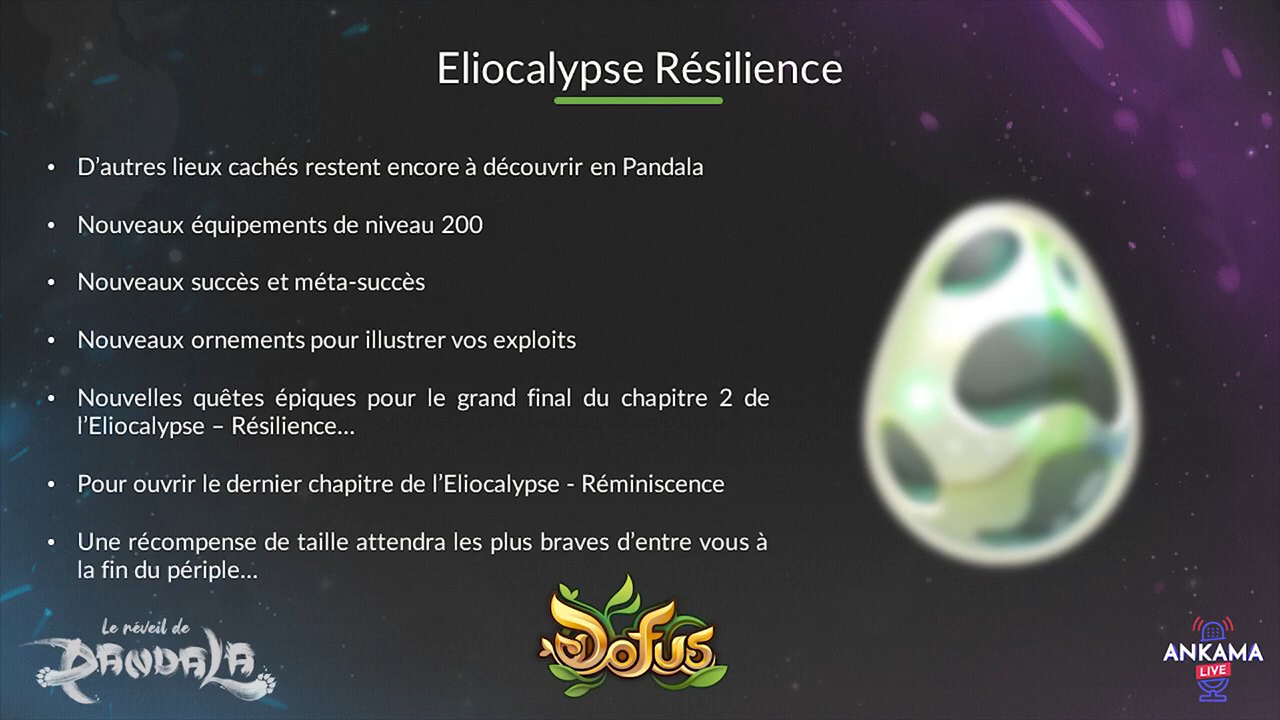 Eliocalypse Résilience
• D’autres lieux cachés restent encore à découvrir en Pandala
• Nouveaux équipements de niveau 200
• Nouveaux succès et méta-succès
• Nouveaux ornements pour illustrer vos exploits
• Nouvelles quêtes épiques pour le grand final du chapitre 2 de
l’Eliocalypse – Résilience...
• Pour ouvrir le dernier chapitre de l’Eliocalypse - Réminiscence
• Une récompense de taille attendra les plus braves d’entre vous à
la fin du périple...
Le réveil de
PANDALA
DOFUS
ANKAMA
LIVE